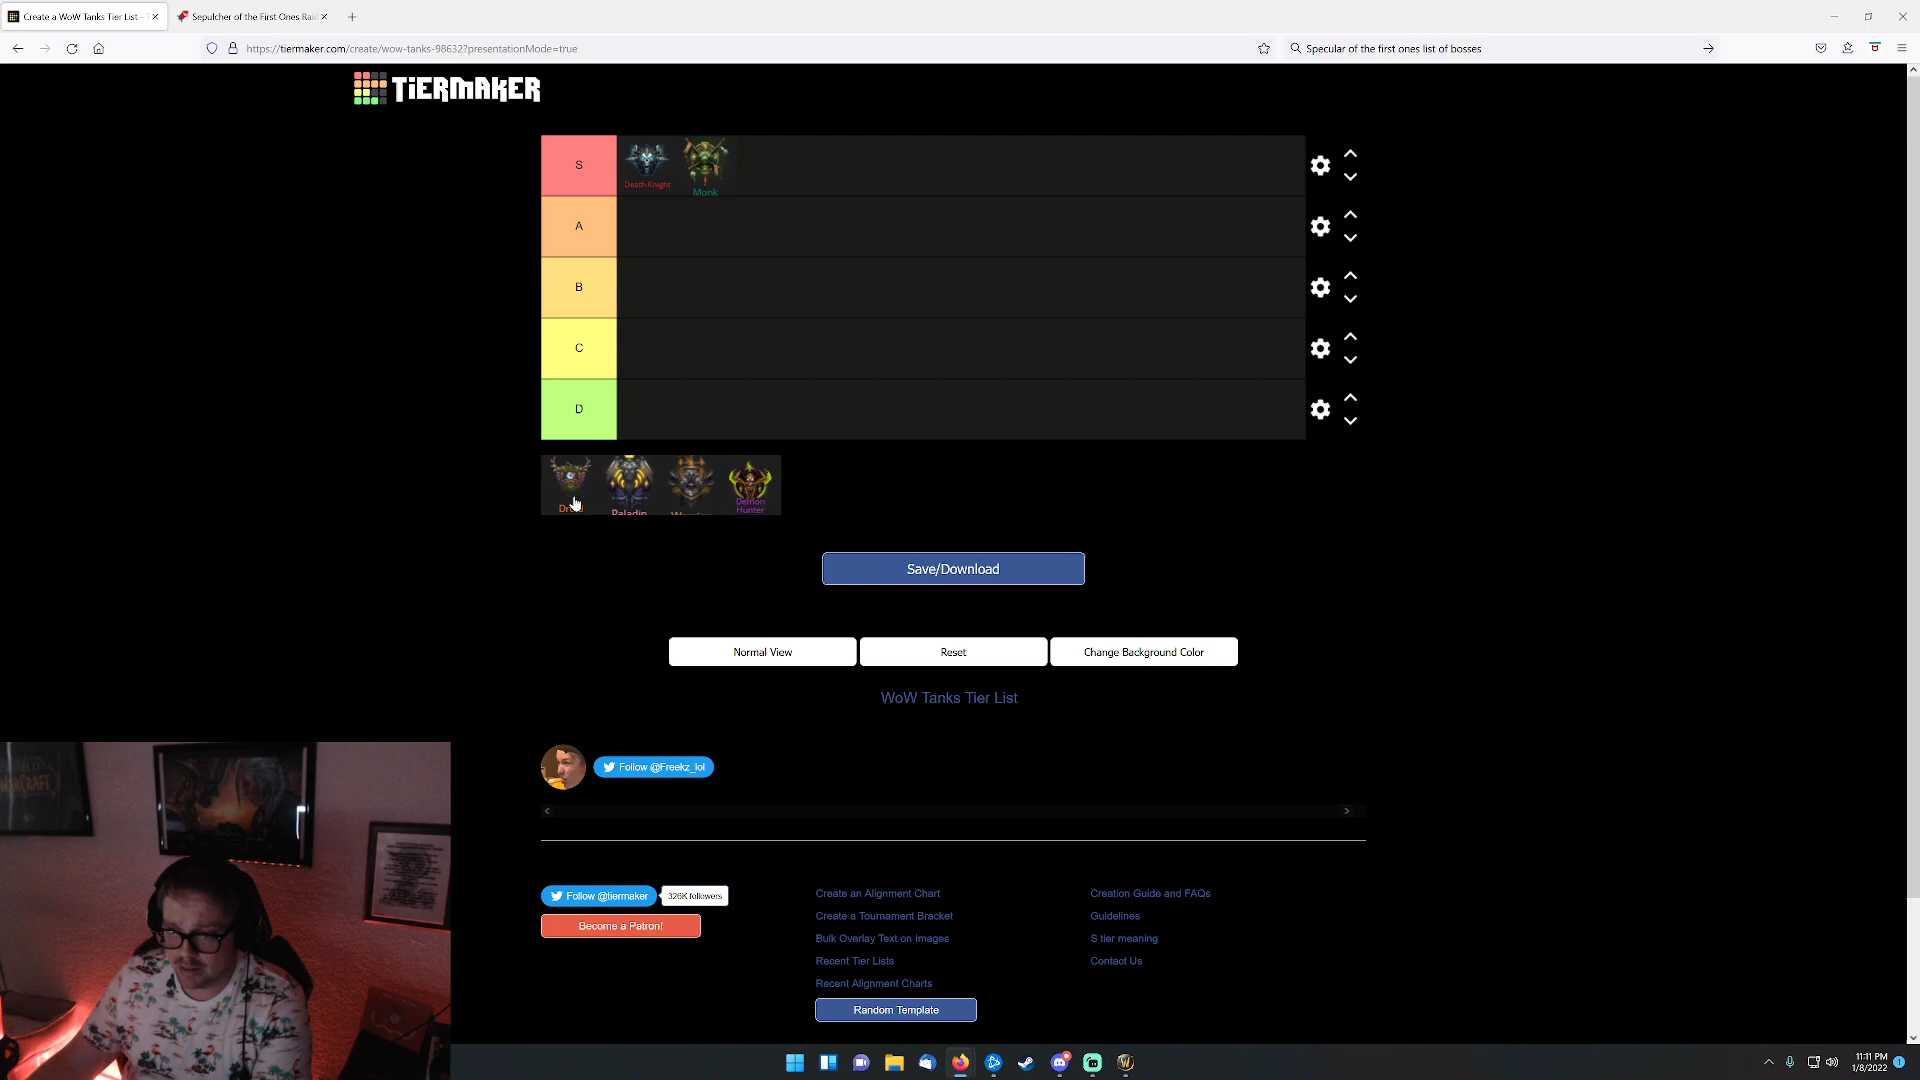 Create a WoW Tanks Tier List -
Sepulcher of the First Ones Raid
https://tiermaker.com/create/wow-tanks-98632?presentationMode=true
Specular of the first ones list of bosses
TIERMAKER
S
Death Knight
Monk
A
B
C
D
Paladin
Demon
Hunter
Save/Download
Normal View
Reset
Change Background Color
WoW Tanks Tier List
Follow @Freekz_lol
Follow @tiermaker
326K followers
Become a Patron!
Create an Alignment Chart
Create a Tournament Bracket
Bulk Overlay Text on Images
Recent Tier Lists
Recent Alignment Charts
Random Template
Creation Guide and FAQs
Guidelines
S tier meaning
Contact Us
11:11 PM
1/8/2022
1